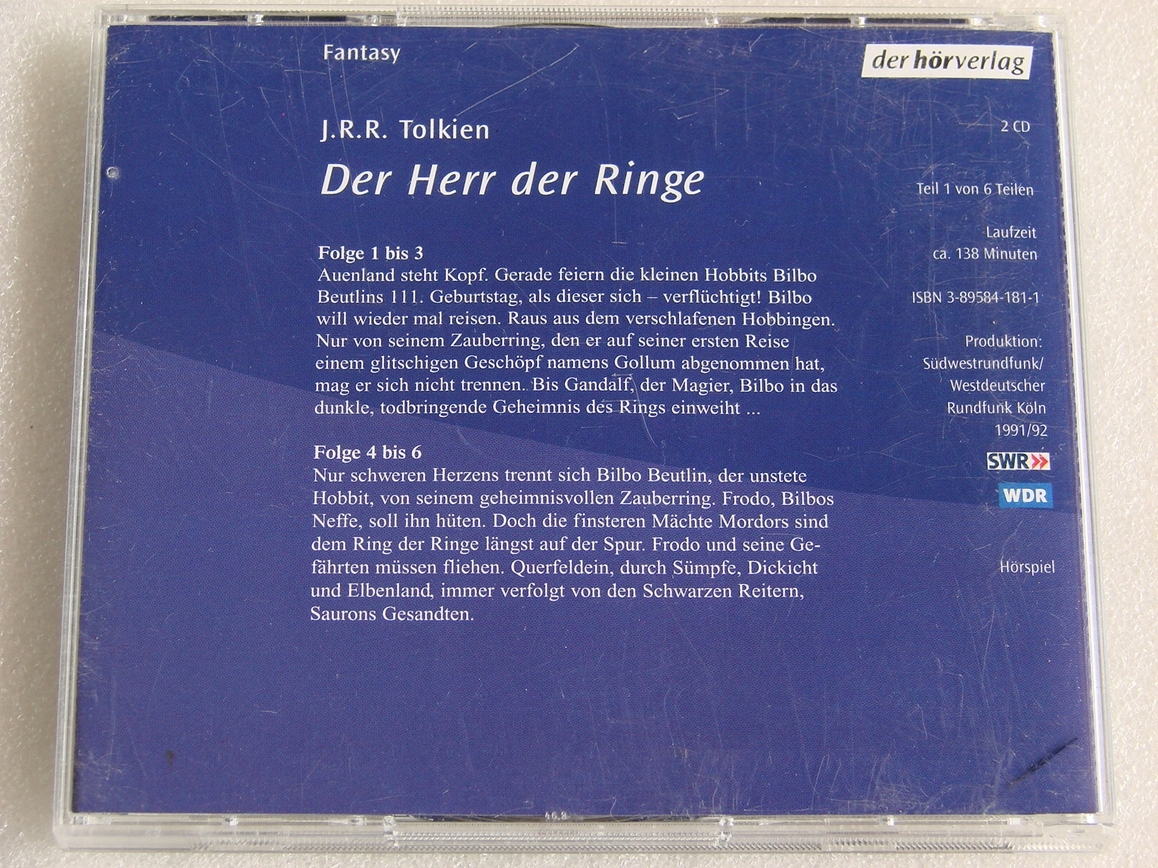 Fantasy
der hörverlag
J.R.R. Tolkien
Der Herr der Ringe
2 CD
Teil 1 von 6 Teilen
Laufzeit
ca. 138 Minuten
ISBN 3-89584-181-1
Produktion:
Südwestrundfunk/
Westdeutscher
Rundfunk Köln
1991/92
SWR
WDR
Hörspiel
Folge 1 bis 3
Auenland steht Kopf. Gerade feiern die kleinen Hobbits Bilbo
Beutlins 111. Geburtstag, als dieser sich – verflüchtigt! Bilbo
will wieder mal reisen. Raus aus dem verschlafenen Hobbingen.
Nur von seinem Zauberring, den er auf seiner ersten Reise
einem glitschigen Geschöpf namens Gollum abgenommen hat,
mag er sich nicht trennen. Bis Gandalf, der Magier, Bilbo in das
dunkle, todbringende Geheimnis des Rings einweiht ...
Folge 4 bis 6
Nur schweren Herzens trennt sich Bilbo Beutlin, der unstete
Hobbit, von seinem geheimnisvollen Zauberring. Frodo, Bilbos
Neffe, soll ihn hüten. Doch die finsteren Mächte Mordors sind
dem Ring der Ringe längst auf der Spur. Frodo und seine Ge-
fährten müssen fliehen. Querfeldein, durch Sümpfe, Dickicht
und Elbenland, immer verfolgt von den Schwarzen Reitern,
Saurons Gesandten.